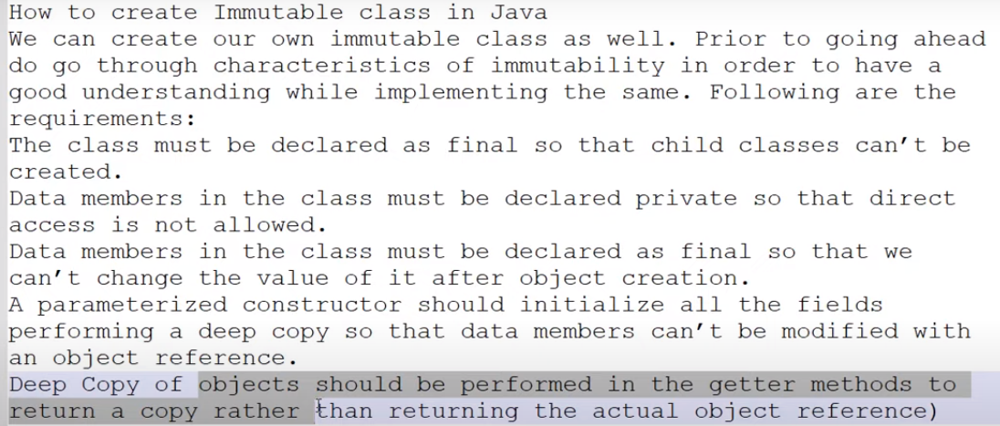 How to create Immutable class in Java
We can create our own immutable class as well. Prior to going ahead
do go through characteristics of immutability in order to have a
good understanding while implementing the same. Following are the
requirements:
The class must be declared as final so that child classes can’t be
created.
Data members in the class must be declared private so that direct
access is not allowed.
Data members in the class must be declared as final so that we
can’t change the value of it after object creation.
A parameterized constructor should initialize all the fields
performing a deep copy so that data members can’t be modified with
an object reference.
Deep Copy of objects should be performed in the getter methods to
return a copy rather than returning the actual object reference)